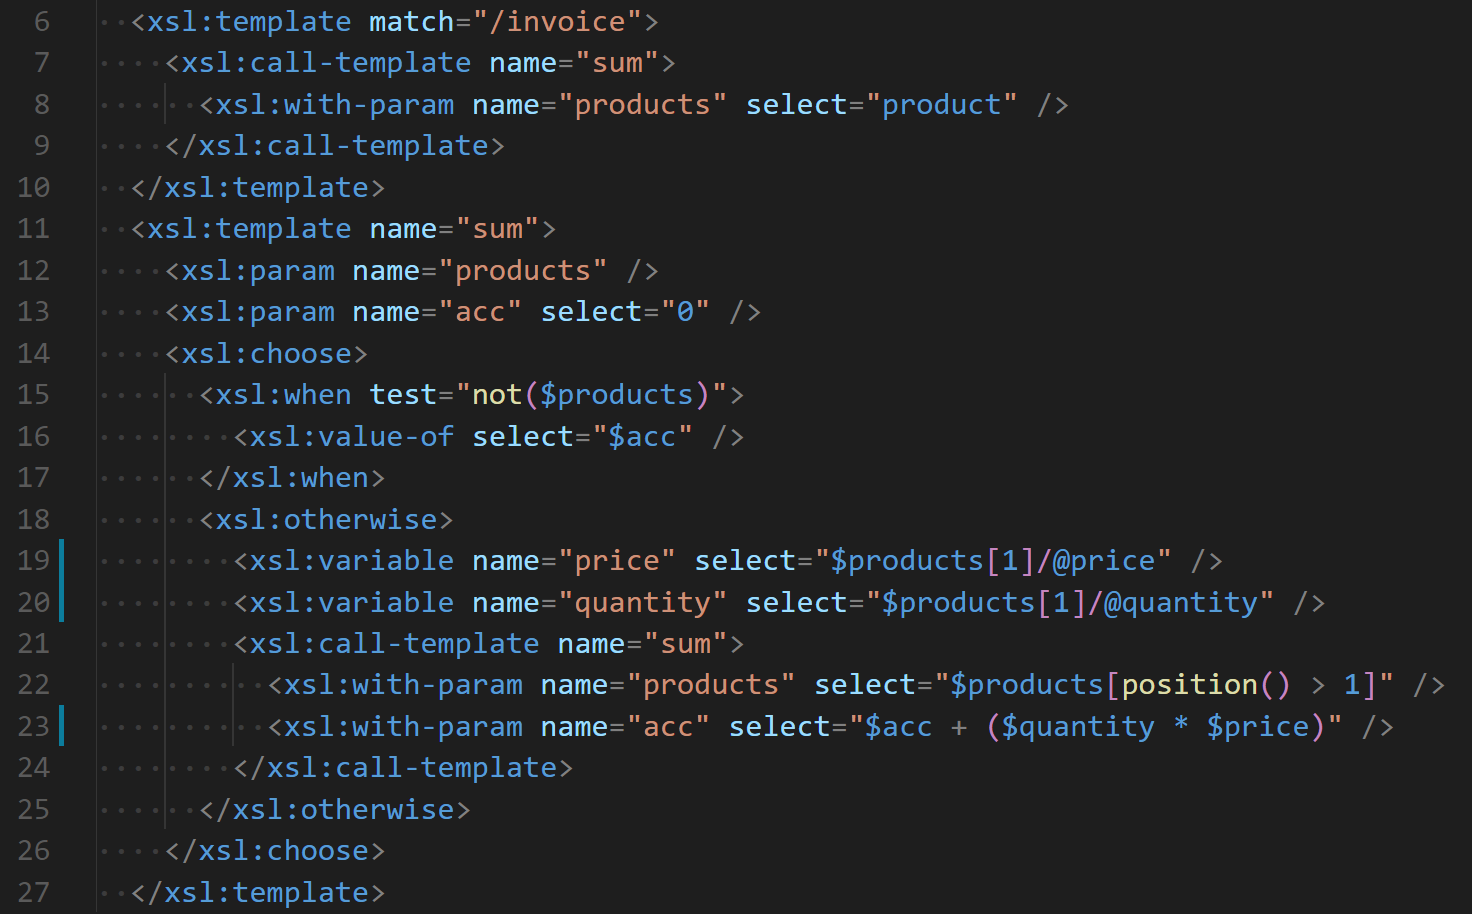 6 <xsl:template match="/invoice">
7 <xsl:call-template name="sum">
8 <xsl:with-param name="products" select="product" />
9 </xsl:call-template>
10 </xsl:template>
11 <xsl:template name="sum">
12 <xsl:param name="products" />
13 <xsl:param name="acc" select="0" />
14 <xsl:choose>
15 <xsl:when test="not($products)">
16 <xsl:value-of select="$acc" />
17 </xsl:when>
18 <xsl:otherwise>
19 <xsl:variable name="price" select="$products[1]/@price" />
20 <xsl:variable name="quantity" select="$products[1]/@quantity" />
21 <xsl:call-template name="sum">
22 <xsl:with-param name="products" select="$products[position() > 1]" />
23 <xsl:with-param name="acc" select="$acc + ($quantity * $price)" />
24 </xsl:call-template>
25 </xsl:otherwise>
26 </xsl:choose>
27 </xsl:template>